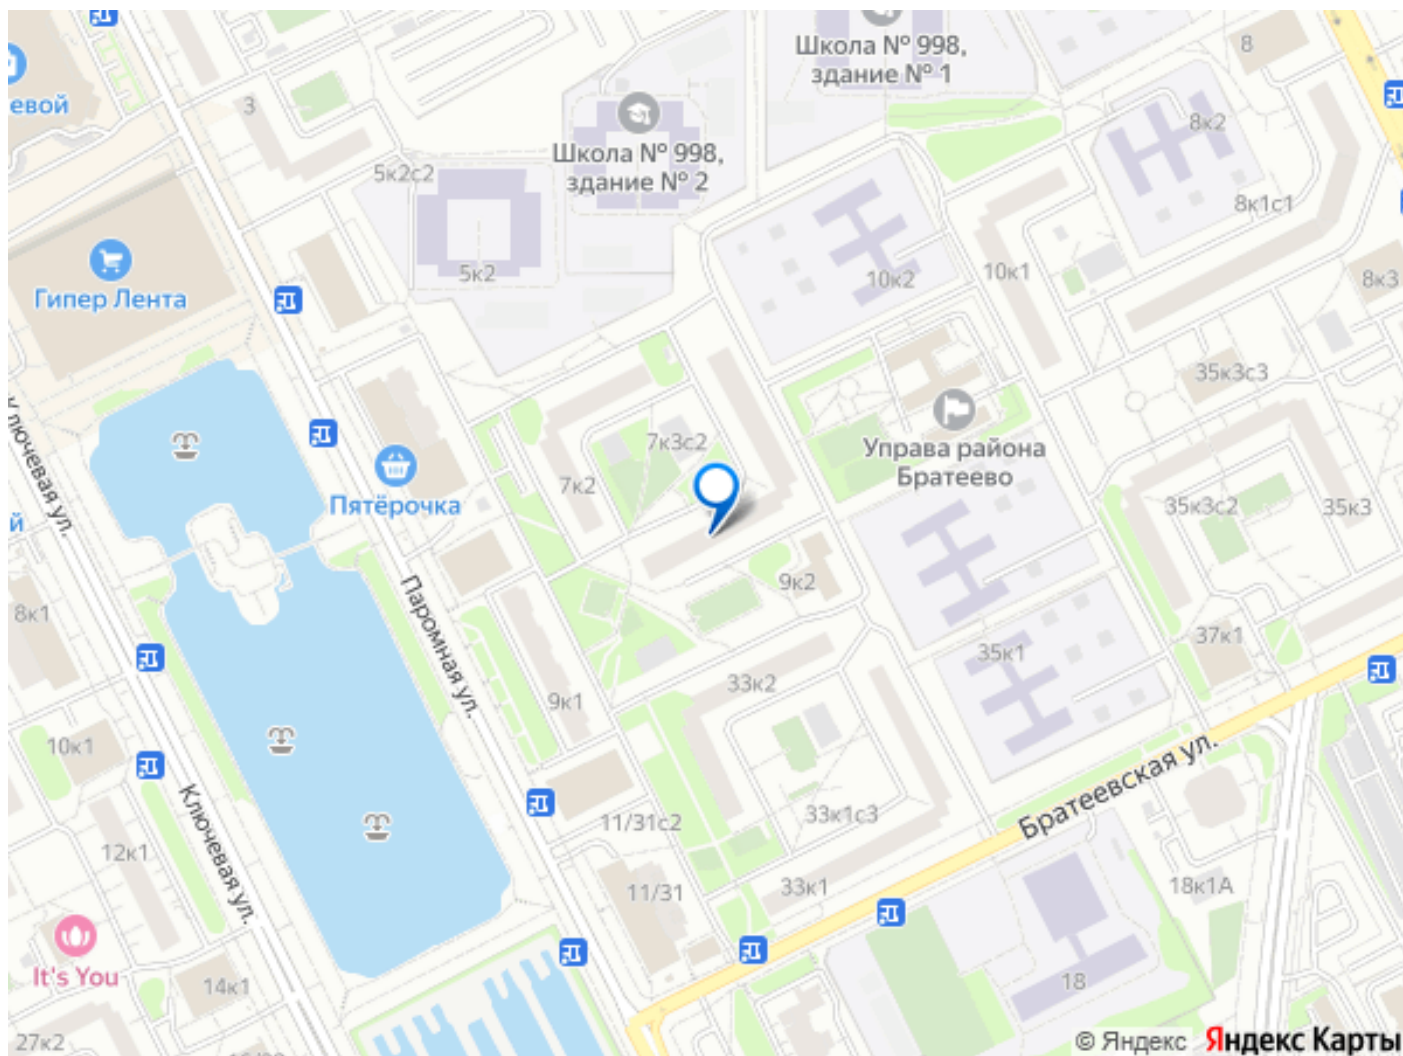 Школа № 998,
здание № 1
8
евой
3
8к2
Школа № 998,
здание № 2
5к2с2
8к1с1
5к2
10к2
10к1
8к3
Гипер Лента
35к3с3
Ключевая ул.
7к3с2
Управа района
Братеево
7к2
Пятёрочка
35к3с2
35к3
й
9к2
Паромная ул.
8к1
37к1
35к1
33к2
9к1
10к1
Братеевская ул.
Ключевая ул.
11/31с2
33к1с3
12к1
11/31
33к1
18к1А
It's You
14к1
18
27к2
© Яндекс Яндекс Карты